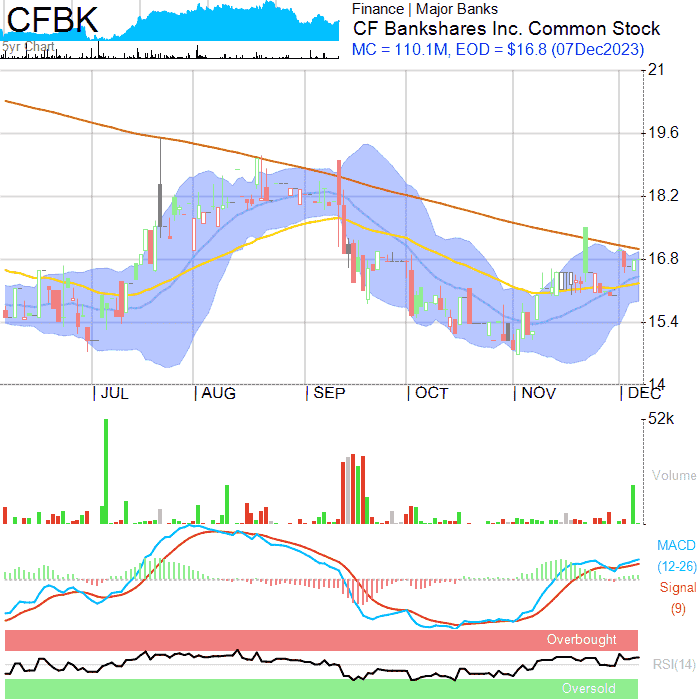 CFBK
5yr Chart
Finance | Major Banks
CF Bankshares Inc. Common Stock
MC = 110.1M, EOD = $16.8 (07Dec2023)
21
19.6
18.2
16.8
15.4
14
| JUL | AUG | SEP | OCT | NOV | DEC
52k
Volume
MACD
(12-26)
Signal
(9)
Overbought
RSI(14)
Oversold